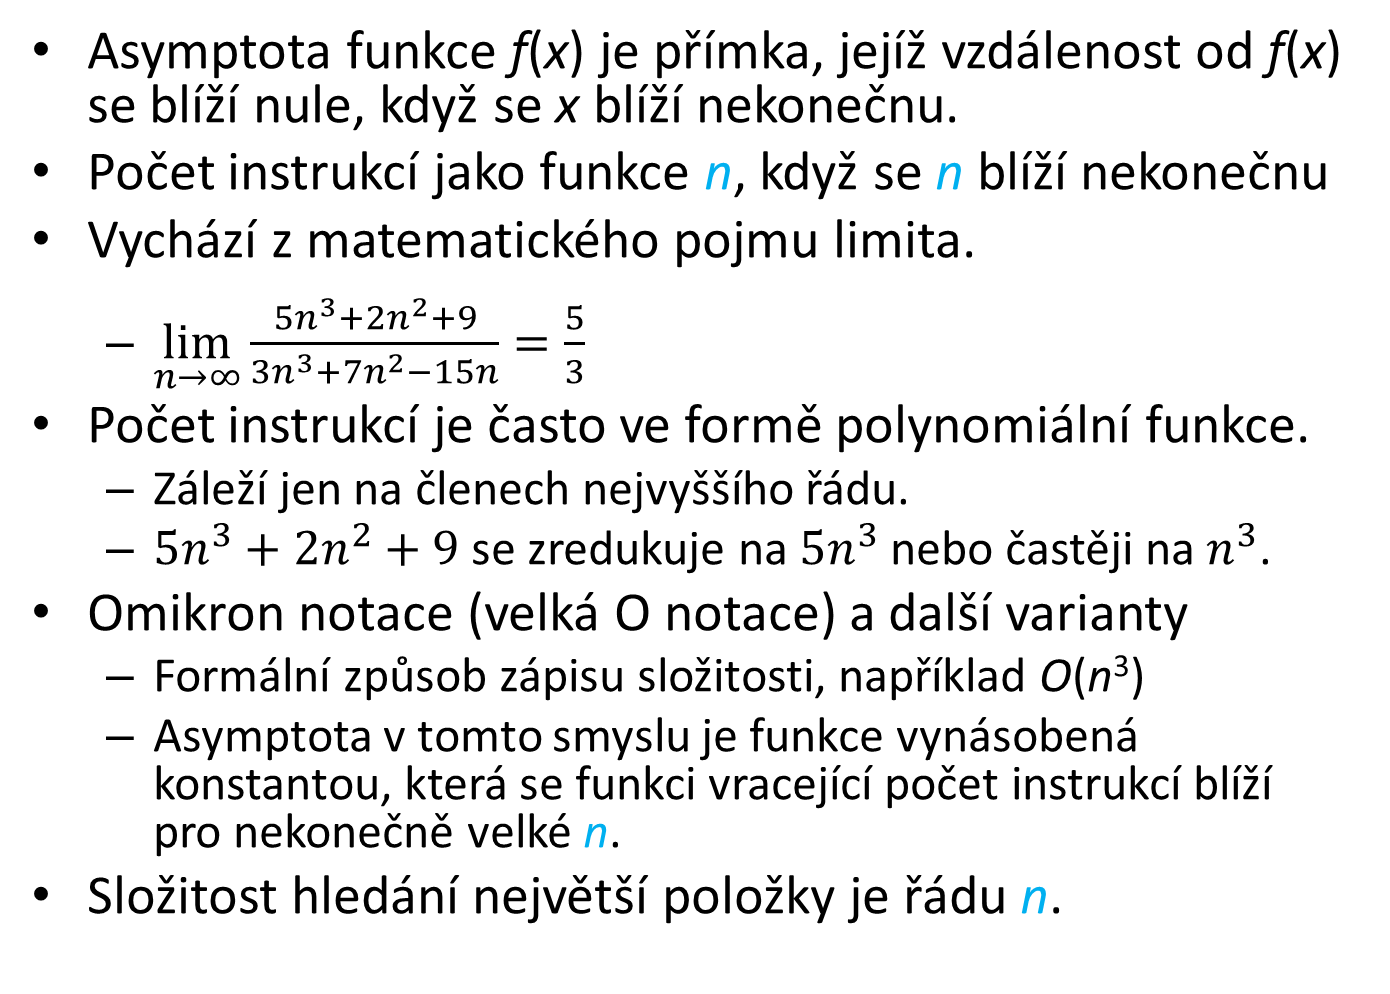 • Asymptota funkce f(x) je přímka, jejíž vzdálenost od f(x)
se blíží nule, když se x blíží nekonečnu.
• Počet instrukcí jako funkce n, když se n blíží nekonečnu
• Vychází z matematického pojmu limita.
– lim_{n→∞} (5n³+2n²+9)/(3n³+7n²−15n) = 5/3
• Počet instrukcí je často ve formě polynomiální funkce.
– Záleží jen na členech nejvyššího řádu.
– 5n³ + 2n² + 9 se zredukuje na 5n³ nebo častěji na n³.
• Omikron notace (velká O notace) a další varianty
– Formální způsob zápisu složitosti, například O(n³)
– Asymptota v tomto smyslu je funkce vynásobená
konstantou, která se funkci vracející počet instrukcí blíží
pro nekonečně velké n.
• Složitost hledání největší položky je řádu n.